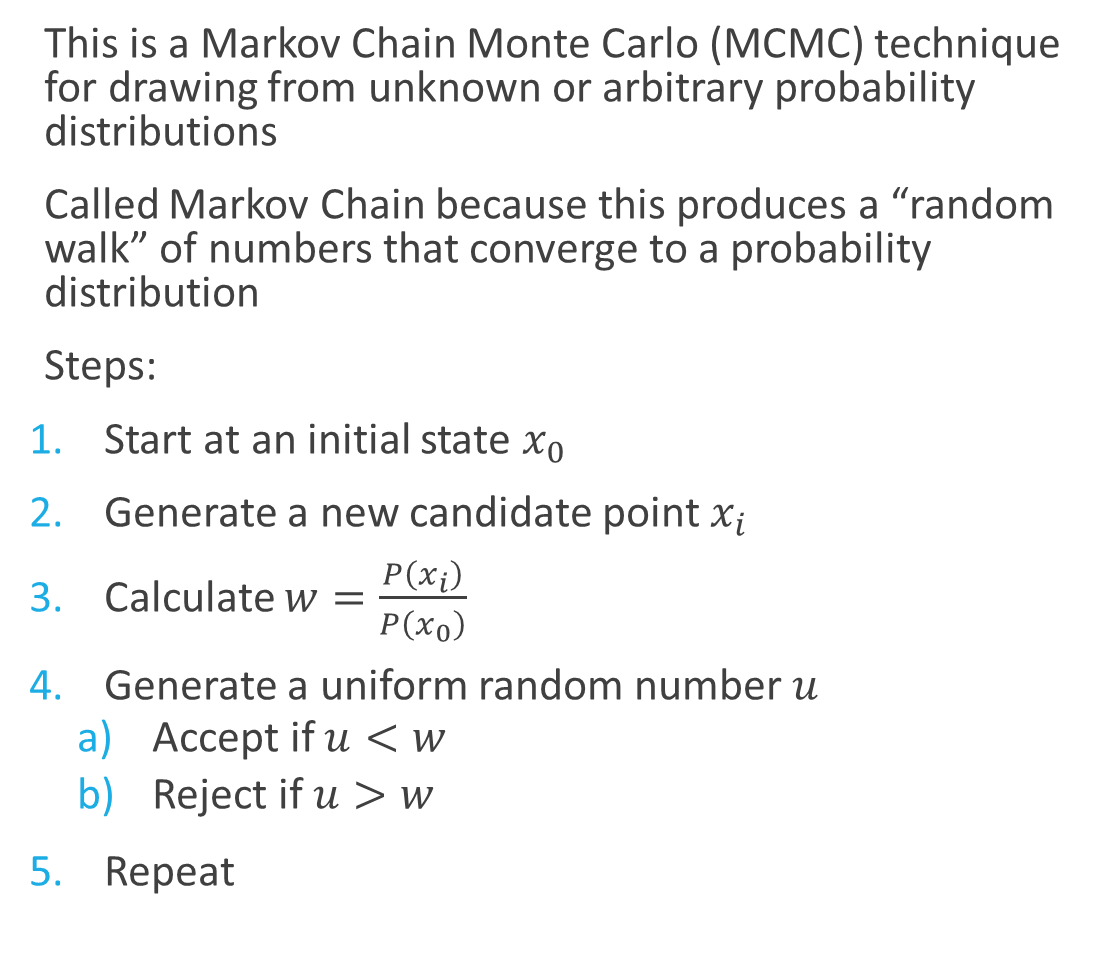 This is a Markov Chain Monte Carlo (MCMC) technique
for drawing from unknown or arbitrary probability
distributions
Called Markov Chain because this produces a “random
walk” of numbers that converge to a probability
distribution
Steps:
1. Start at an initial state x₀
2. Generate a new candidate point xᵢ
3. Calculate w = P(xᵢ)/P(x₀)
4. Generate a uniform random number u
a) Accept if u < w
b) Reject if u > w
5. Repeat